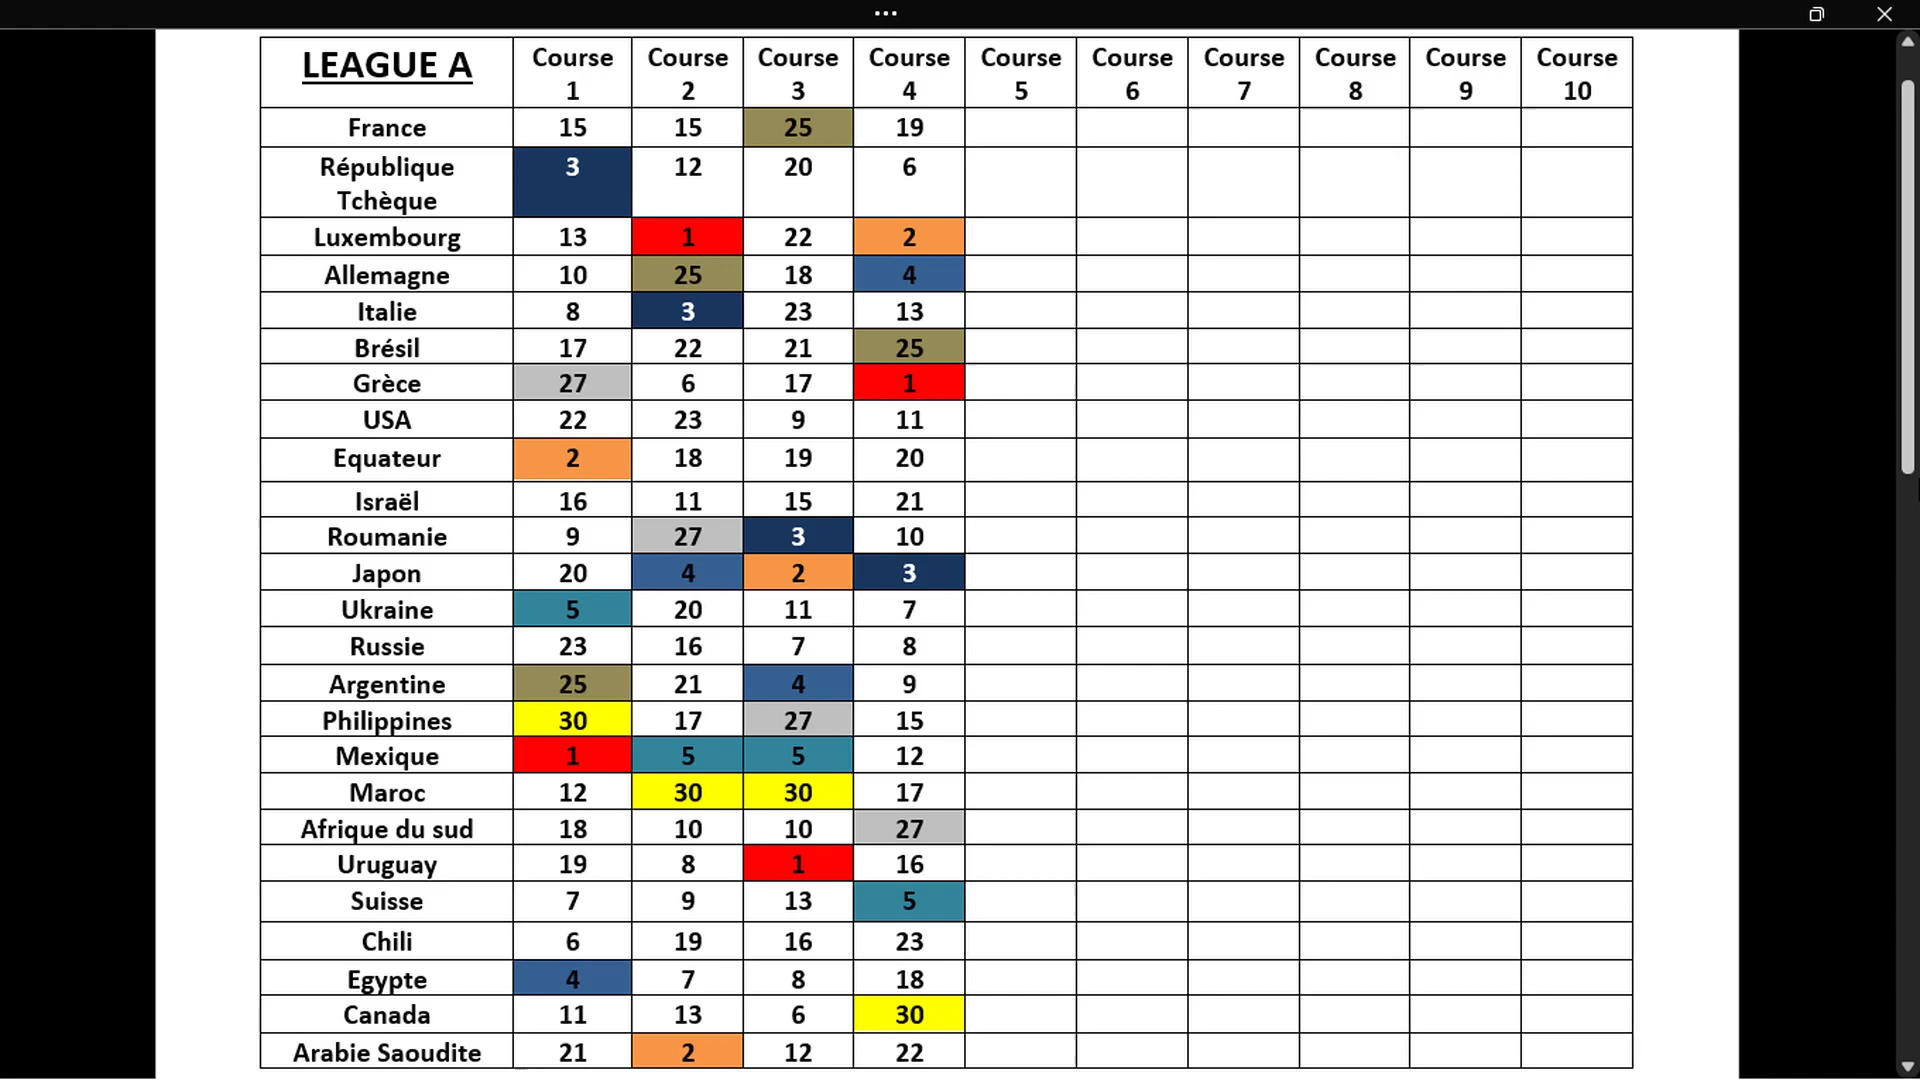 LEAGUE A Course 1 Course 2 Course 3 Course 4 Course 5 Course 6 Course 7 Course 8 Course 9 Course 10
France 15 15 25 19
République Tchèque 3 12 20 6
Luxembourg 13 1 22 2
Allemagne 10 25 18 4
Italie 8 3 23 13
Brésil 17 22 21 25
Grèce 27 6 17 1
USA 22 23 9 11
Equateur 2 18 19 20
Israël 16 11 15 21
Roumanie 9 27 3 10
Japon 20 4 2 3
Ukraine 5 20 11 7
Russie 23 16 7 8
Argentine 25 21 4 9
Philippines 30 17 27 15
Mexique 1 5 5 12
Maroc 12 30 30 17
Afrique du sud 18 10 10 27
Uruguay 19 8 1 16
Suisse 7 9 13 5
Chili 6 19 16 23
Egypte 4 7 8 18
Canada 11 13 6 30
Arabie Saoudite 21 2 12 22